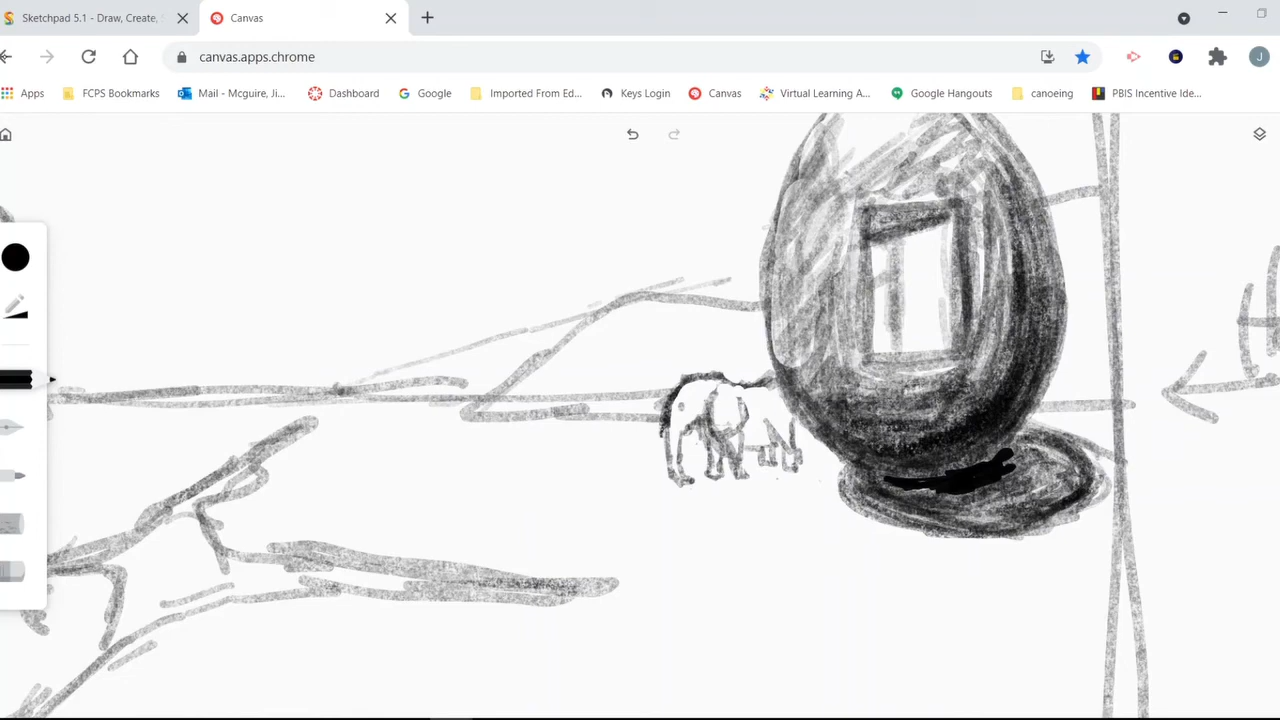 Sketchpad 5.1 - Draw, Create,
Canvas
canvas.apps.chrome
J
Apps
FCPS Bookmarks
Mail - Mcguire, Ji...
Dashboard
Google
Imported From Ed...
Keys Login
Canvas
Virtual Learning A...
Google Hangouts
canoeing
PBIS Incentive Ide...